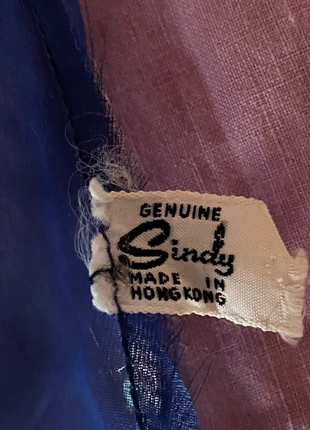 GENUINE
Sindy
MADE IN
HONG KONG